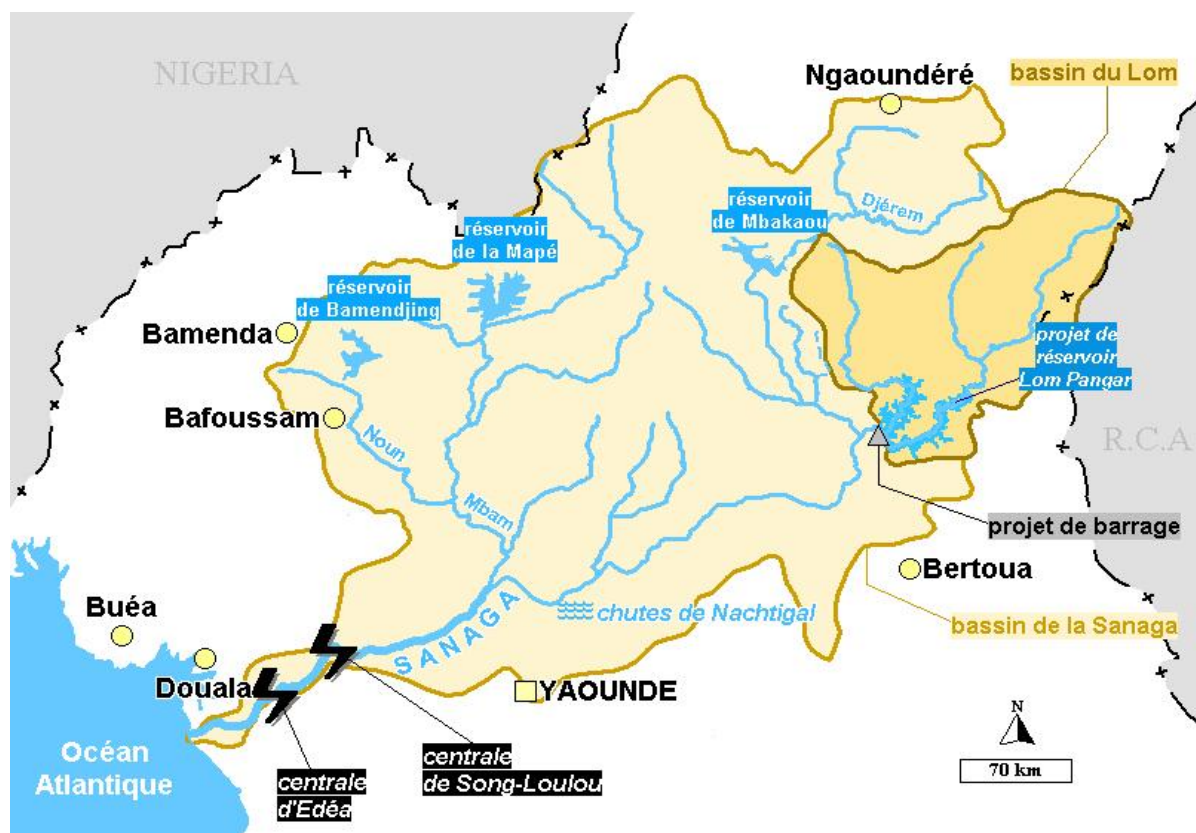 NIGERIA
Ngaoundéré
bassin du Lom
réservoir
de Mbakaou
Djérem
réservoir
de la Mapé
réservoir
de Bamendjing
Bamenda
projet de
réservoir
Lom Pangar
Bafoussam
R.C.A
Noun
Mbam
projet de barrage
Bertoua
Buéa
chutes de Nachtigal
bassin de la Sanaga
SANAGA
Douala
YAOUNDE
N
Océan
Atlantique
centrale
de Song-Loulou
70 km
centrale
d'Edéa